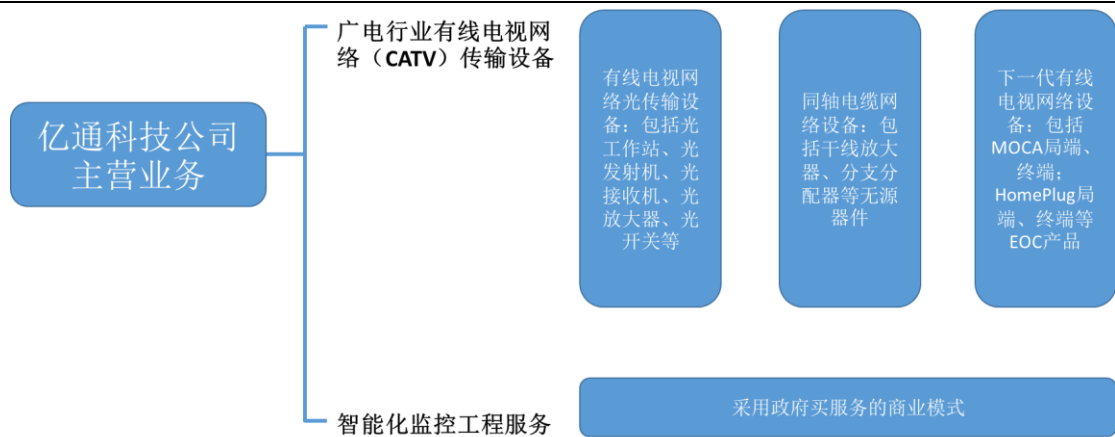 亿通科技公司
主营业务
广电行业有线电视网
络（CATV）传输设备
有线电视网
络光传输设
备：包括光
工作站、光
发射机、光
接收机、光
放大器、光
开关等
同轴电缆网
络设备：包
括干线放大
器、分支分
配器等无源
器件
下一代有线
电视网络设
备：包括
MOCA局端、
终端；
HomePlug局
端、终端等
EOC产品
智能化监控工程服务
采用政府买服务的商业模式